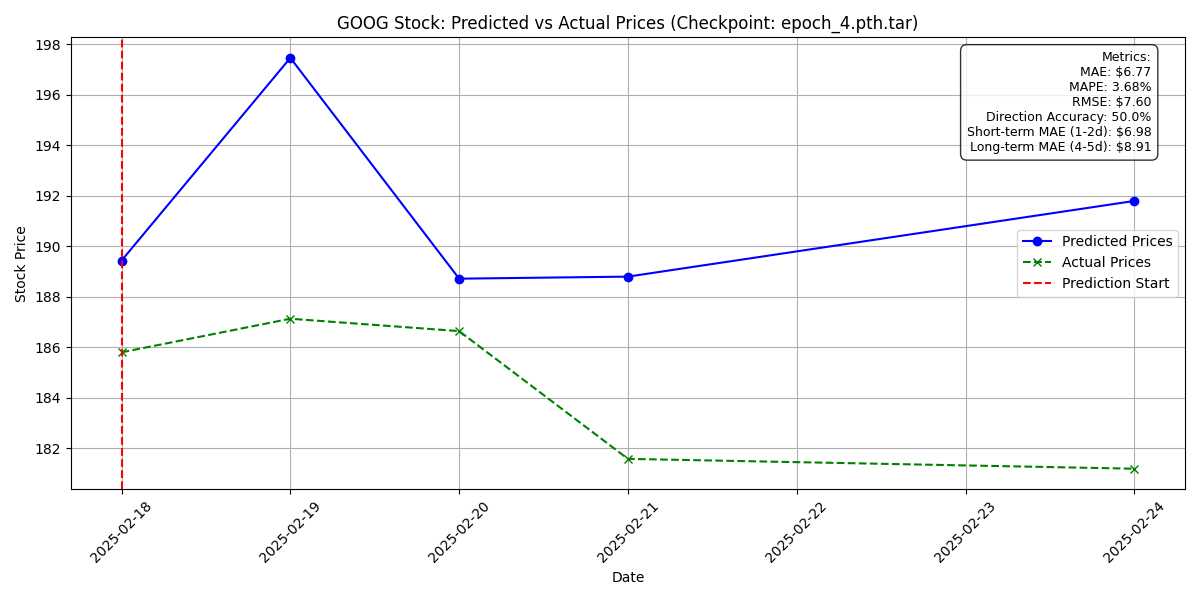 GOOG Stock: Predicted vs Actual Prices (Checkpoint: epoch_4.pth.tar)
Metrics:
MAE: $6.77
MAPE: 3.68%
RMSE: $7.60
Direction Accuracy: 50.0%
Short-term MAE (1-2d): $6.98
Long-term MAE (4-5d): $8.91
Predicted Prices
Actual Prices
Prediction Start
Stock Price
198
196
194
192
190
188
186
184
182
2025-02-18
2025-02-19
2025-02-20
2025-02-21
2025-02-22
2025-02-23
2025-02-24
Date